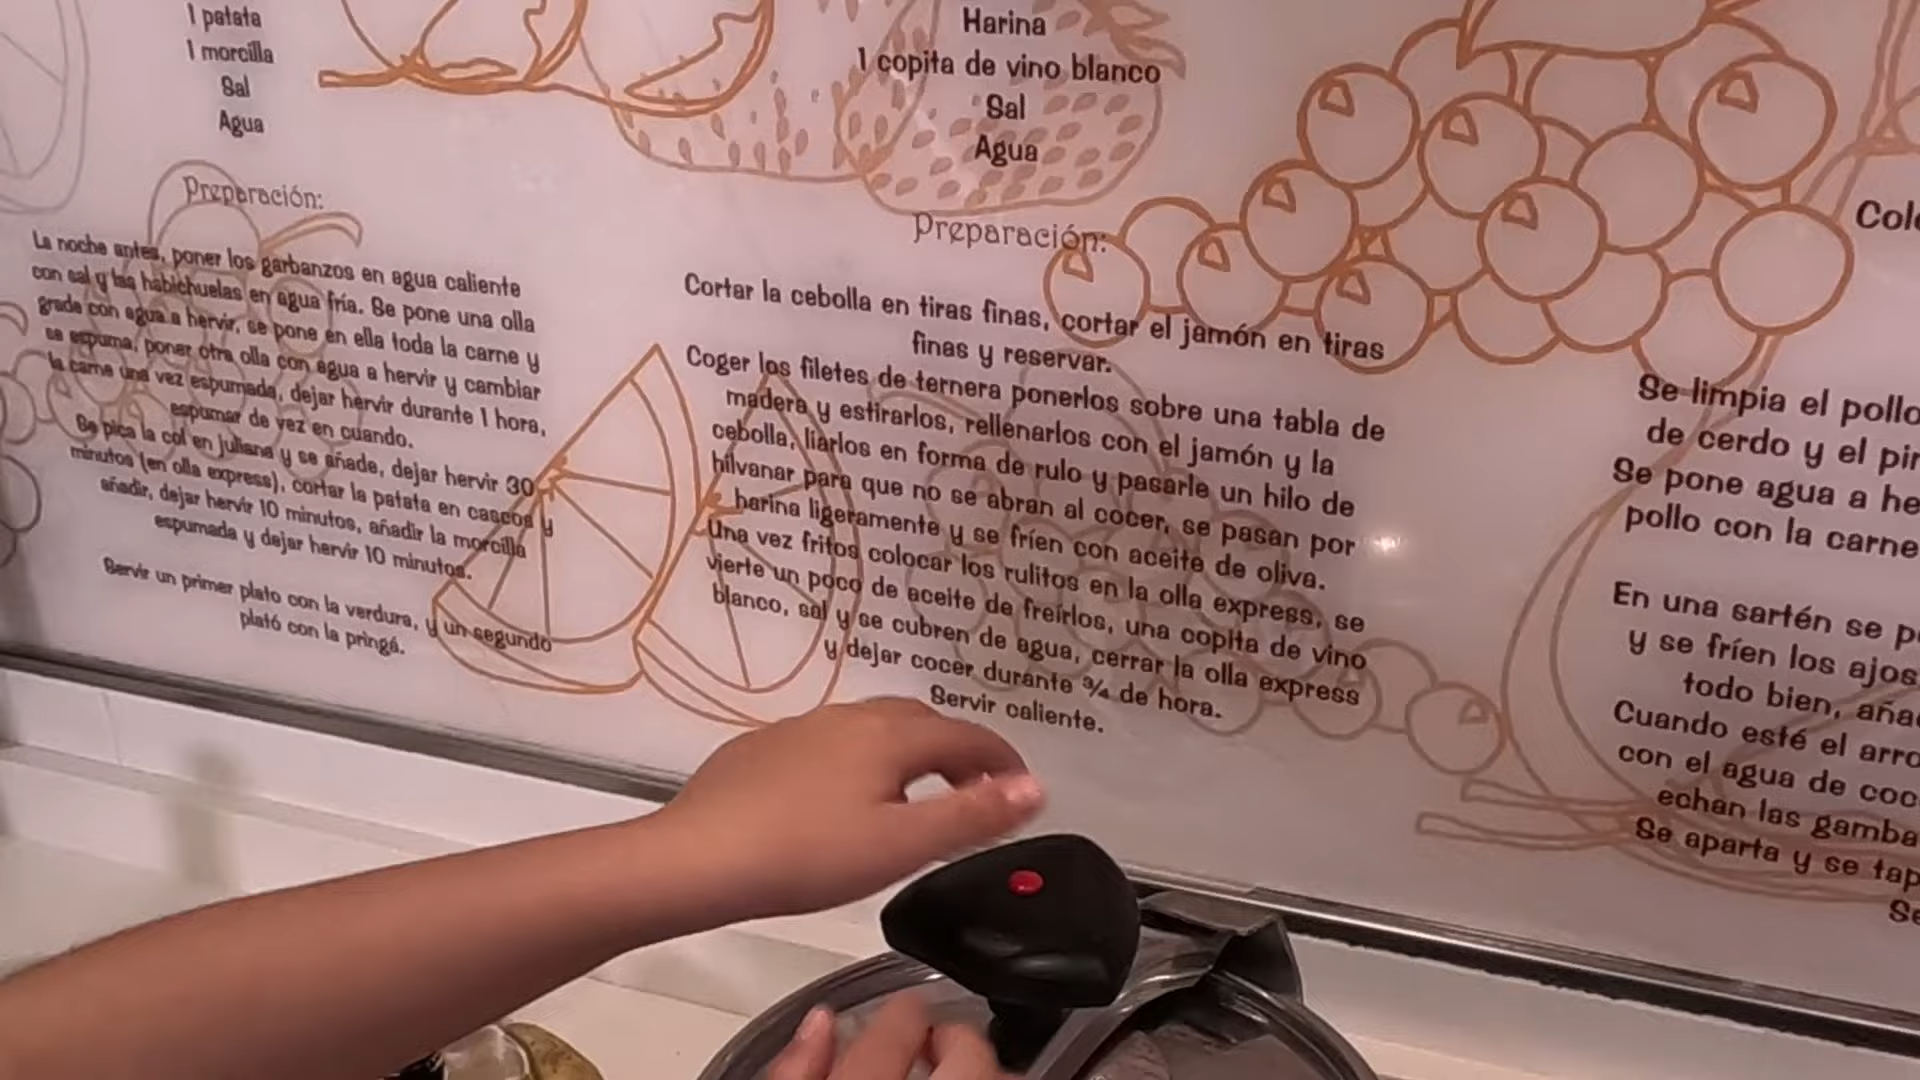 1 patata
1 morcilla
Sal
Agua
Preparación:
La noche antes, poner los garbanzos en agua caliente
con sal y las habichuelas en agua fría. Se pone una olla
grade con agua a hervir, se pone en ella toda la carne y
se espuma, poner otra olla con agua a hervir y cambiar
la carne una vez espumada, dejar hervir durante 1 hora,
espumar de vez en cuando.
Se pica la col en juliana y se añade, dejar hervir 30
minutos (en olla express), cortar la patata en cascos y
añadir, dejar hervir 10 minutos, añadir la morcilla
espumada y dejar hervir 10 minutos.
Servir un primer plato con la verdura, y un segundo
plató con la pringá.
Harina
1 copita de vino blanco
Sal
Agua
Preparación:
Cortar la cebolla en tiras finas, cortar el jamón en tiras
finas y reservar.
Coger los filetes de ternera ponerlos sobre una tabla de
madera y estirarlos, rellenarlos con el jamón y la
cebolla, liarlos en forma de rulo y pasarle un hilo de
hilvanar para que no se abran al cocer, se pasan por
harina ligeramente y se fríen con aceite de oliva.
Una vez fritos colocar los rulitos en la olla express, se
vierte un poco de aceite de freírlos, una copita de vino
blanco, sal y se cubren de agua, cerrar la olla express
y dejar cocer durante ¾ de hora.
Servir caliente.
Colo
Se limpia el pollo
de cerdo y el pir
Se pone agua a he
pollo con la carne
En una sartén se p
y se fríen los ajos
todo bien, aña
Cuando esté el arro
con el agua de coc
echan las gamba
Se aparta y se tap
Se